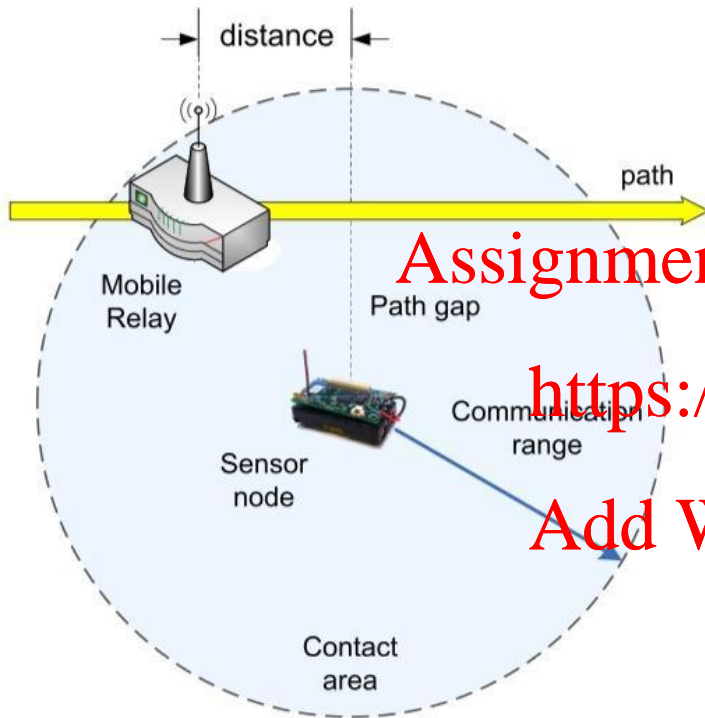 distance
path
Assignmen
Mobile
Relay
Path gap
https:/
Communication
range
Sensor
node
Add W
Contact
area